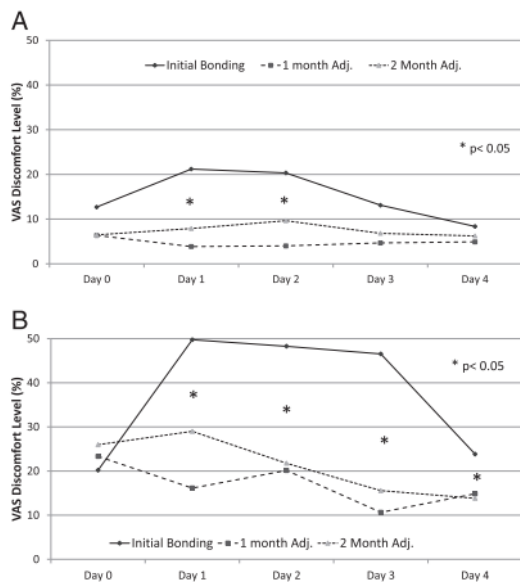 A
VAS Discomfort Level (%)
50
40
30
20
10
0
Initial Bonding 1 month Adj. 2 Month Adj.
* p< 0.05
*
*
Day 0 Day 1 Day 2 Day 3 Day 4
B
VAS Discomfort Level (%)
50
40
30
20
10
0
* p< 0.05
*
*
*
*
Initial Bonding 1 month Adj. 2 Month Adj.
Day 0 Day 1 Day 2 Day 3 Day 4